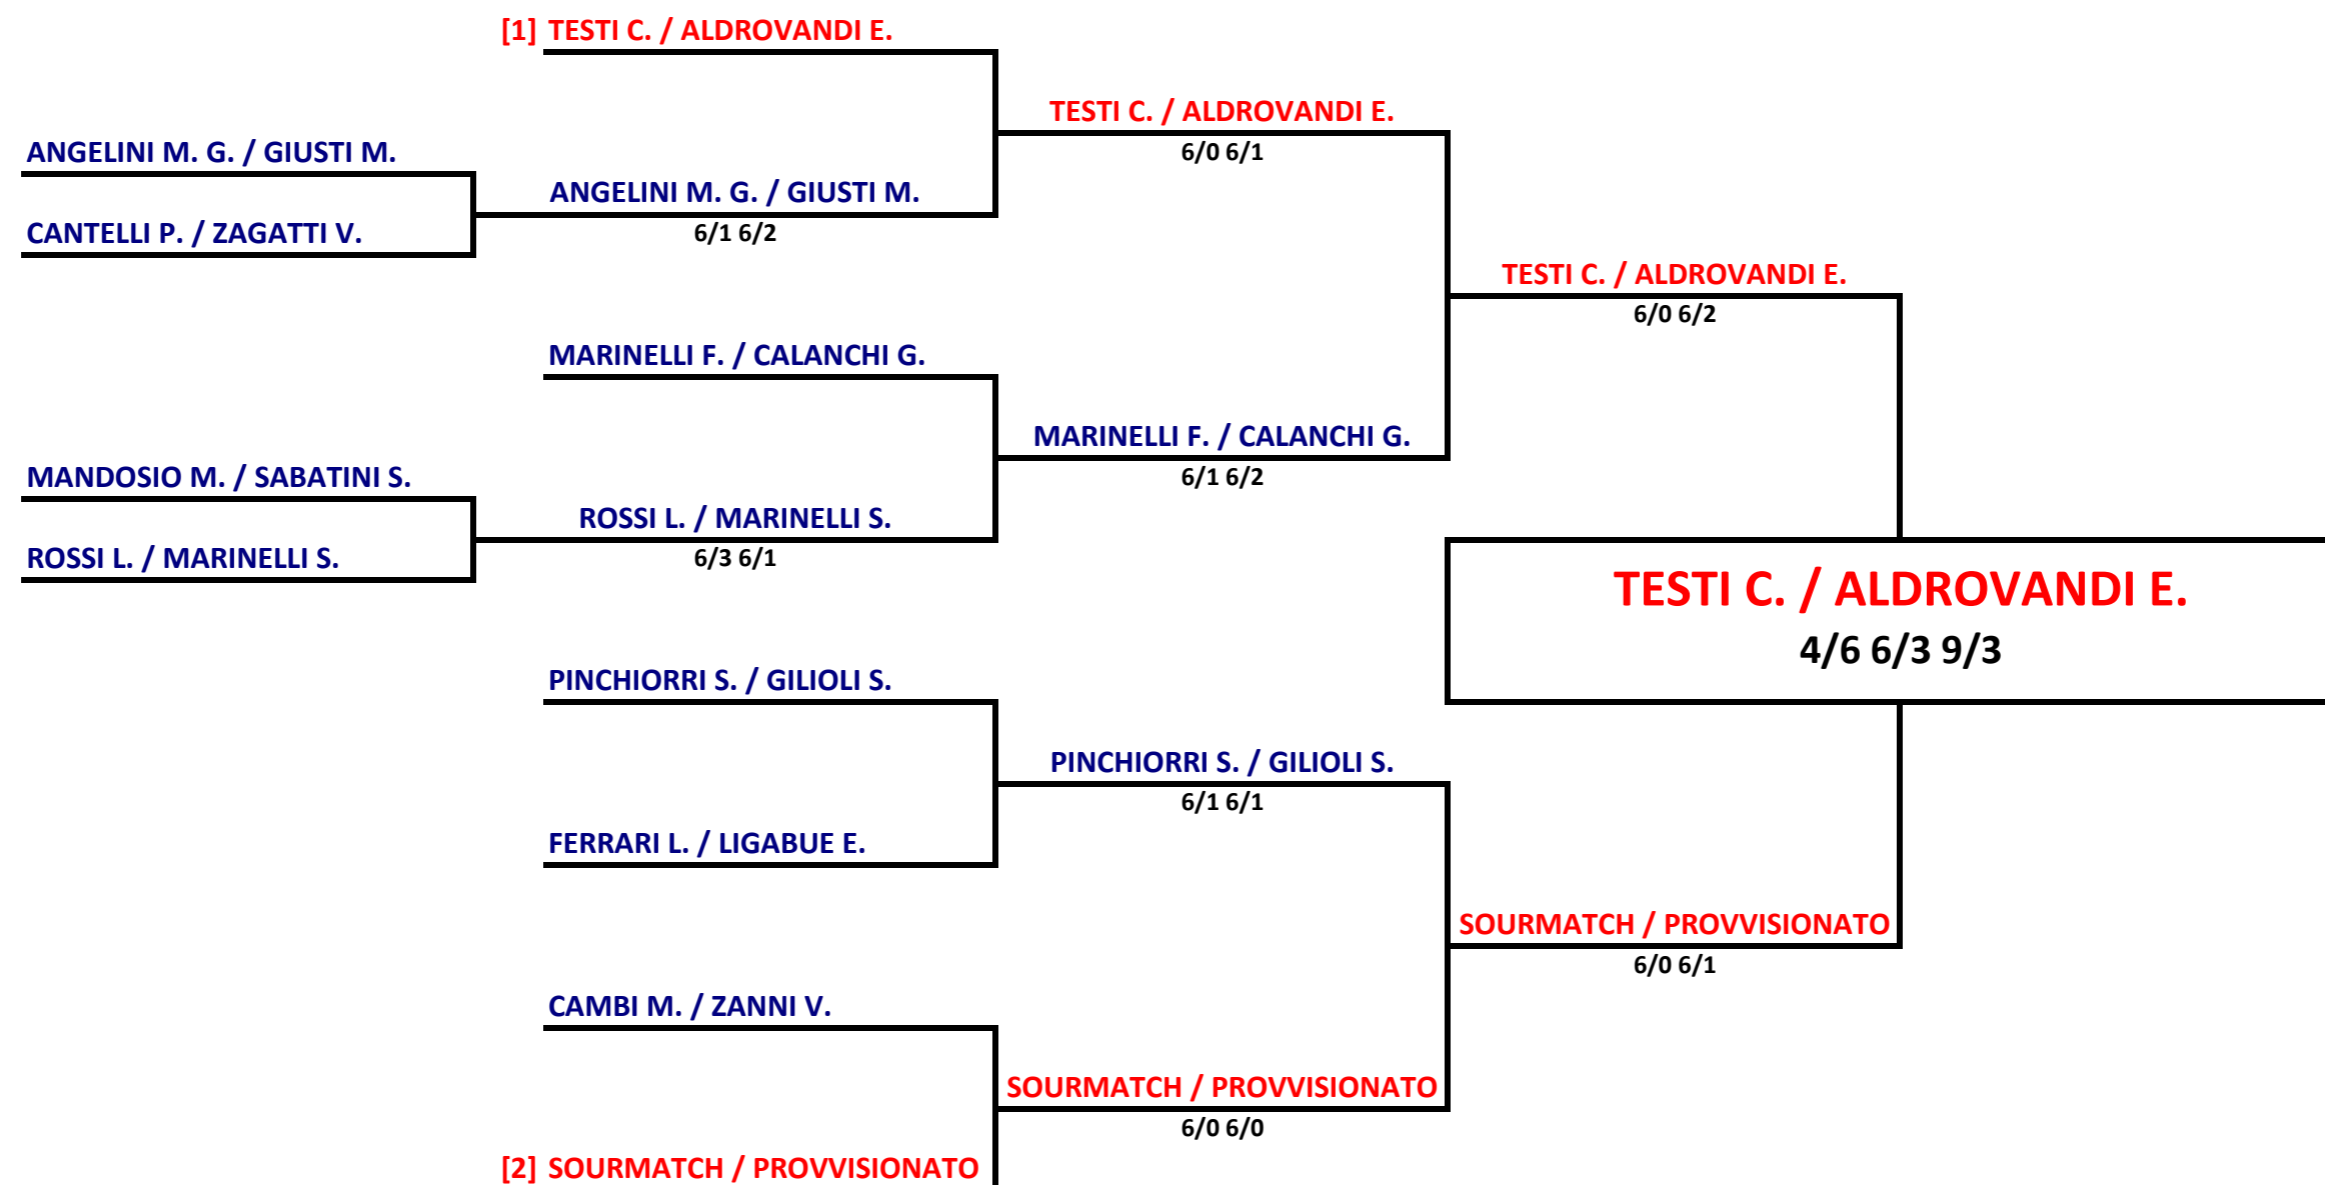 [1] TESTI C. / ALDROVANDI E.
TESTI C. / ALDROVANDI E.
6/0 6/1
ANGELINI M. G. / GIUSTI M.
ANGELINI M. G. / GIUSTI M.
6/1 6/2
CANTELLI P. / ZAGATTI V.
TESTI C. / ALDROVANDI E.
6/0 6/2
MARINELLI F. / CALANCHI G.
MARINELLI F. / CALANCHI G.
6/1 6/2
MANDOSIO M. / SABATINI S.
ROSSI L. / MARINELLI S.
6/3 6/1
ROSSI L. / MARINELLI S.
TESTI C. / ALDROVANDI E.
4/6 6/3 9/3
PINCHIORRI S. / GILIOLI S.
PINCHIORRI S. / GILIOLI S.
6/1 6/1
FERRARI L. / LIGABUE E.
SOURMATCH / PROVVISIONATO
6/0 6/1
CAMBI M. / ZANNI V.
SOURMATCH / PROVVISIONATO
6/0 6/0
[2] SOURMATCH / PROVVISIONATO